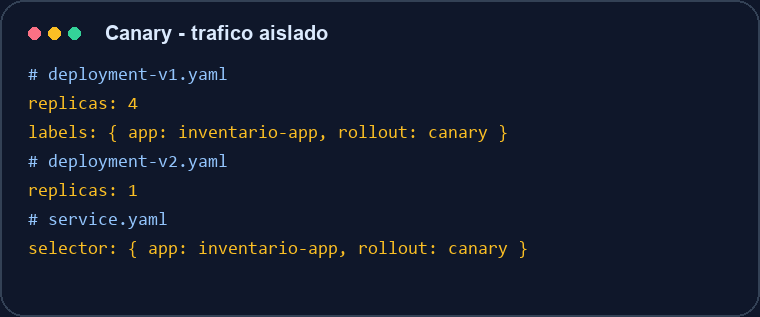 Canary - trafico aislado
# deployment-v1.yaml
replicas: 4
labels: { app: inventario-app, rollout: canary }
# deployment-v2.yaml
replicas: 1
# service.yaml
selector: { app: inventario-app, rollout: canary }